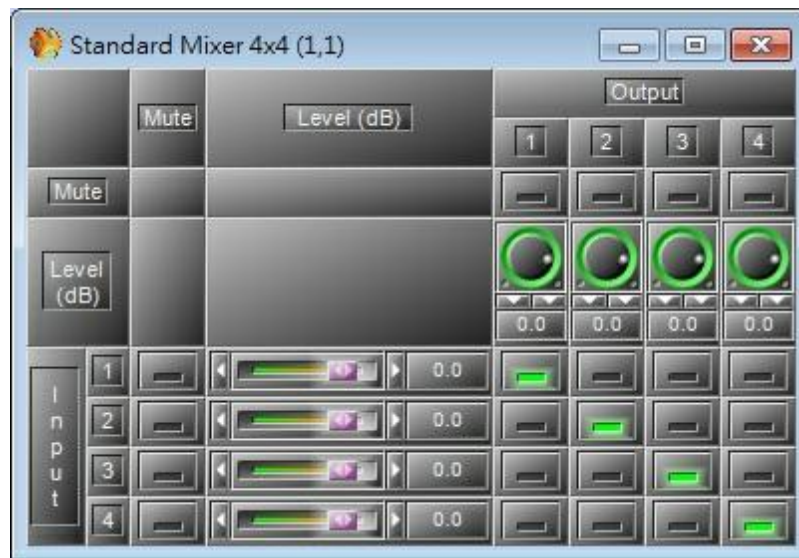 Standard Mixer 4x4 (1,1)
Output
Mute
Level (dB)
1 2 3 4
Mute
Level
(dB)
0.0 0.0 0.0 0.0
Input
1 0.0
2 0.0
3 0.0
4 0.0